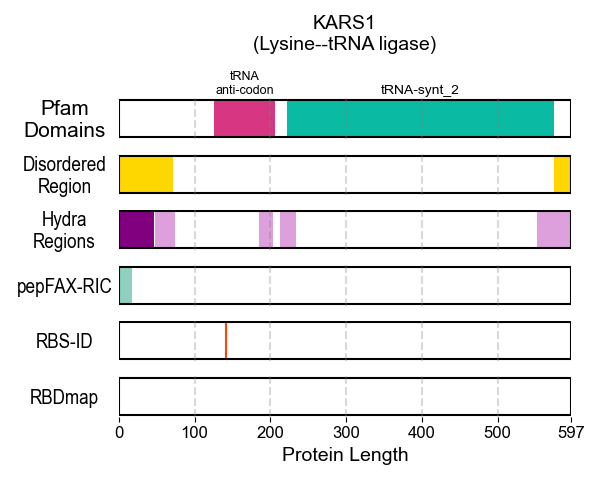 KARS1
(Lysine--tRNA ligase)
tRNA
anti-codon
tRNA-synt_2
Pfam
Domains
Disordered
Region
Hydra
Regions
pepFAX-RIC
RBS-ID
RBDmap
0 100 200 300 400 500 597
Protein Length